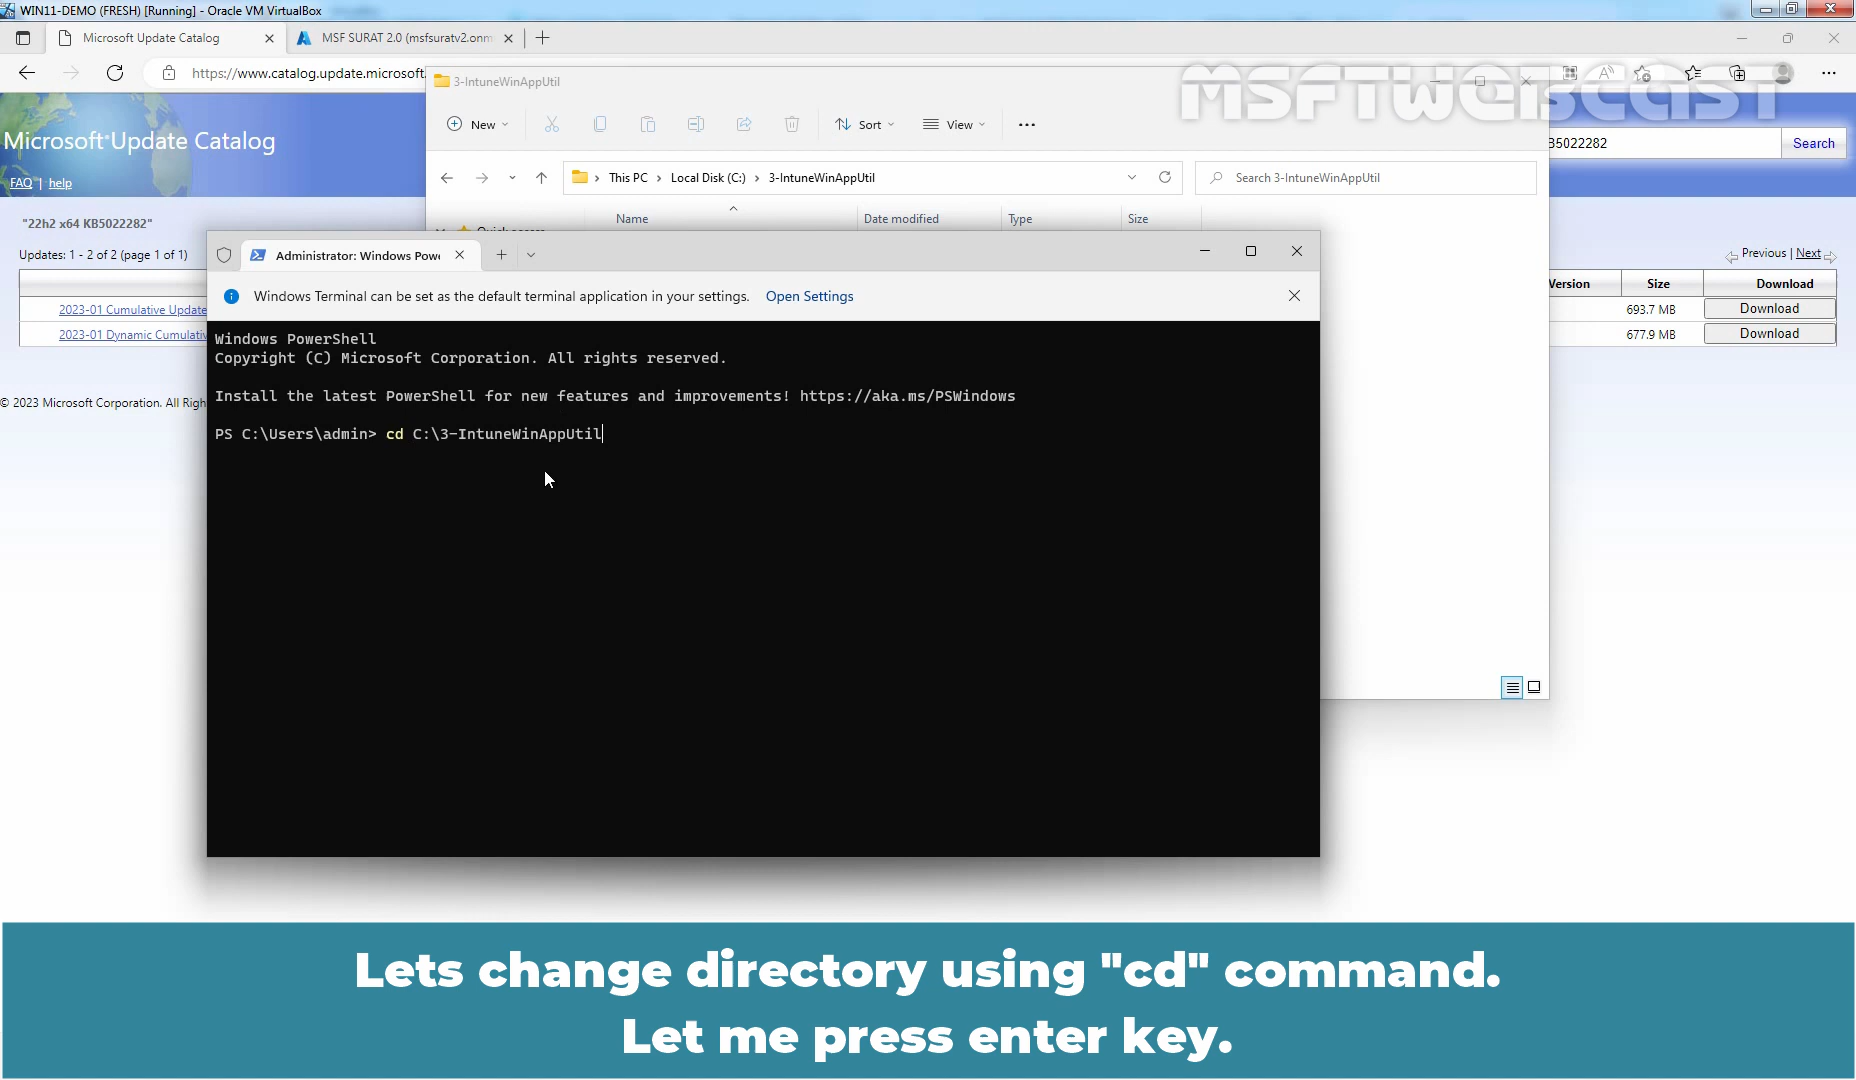 WIN11-DEMO (FRESH) [Running] - Oracle VM VirtualBox
Microsoft Update Catalog
MSF SURAT 2.0 (msfsuratv2.onm
https://www.catalog.update.microsoft.
3-IntuneWinAppUtil
MSFTWEBCAST
New
Sort
View
Microsoft Update Catalog
FAQ | help
B5022282
Search
This PC > Local Disk (C:) > 3-IntuneWinAppUtil
Search 3-IntuneWinAppUtil
Name
Date modified
Type
Size
Quick access
"22h2 x64 KB5022282"
Updates: 1 - 2 of 2 (page 1 of 1)
Previous | Next
Version
Size
Download
2023-01 Cumulative Update
693.7 MB
Download
2023-01 Dynamic Cumulativ
677.9 MB
Download
© 2023 Microsoft Corporation. All Righ
Administrator: Windows Powe
Windows Terminal can be set as the default terminal application in your settings. Open Settings
Windows PowerShell
Copyright (C) Microsoft Corporation. All rights reserved.
Install the latest PowerShell for new features and improvements! https://aka.ms/PSWindows
PS C:\Users\admin> cd C:\3-IntuneWinAppUtil
Lets change directory using "cd" command.
Let me press enter key.